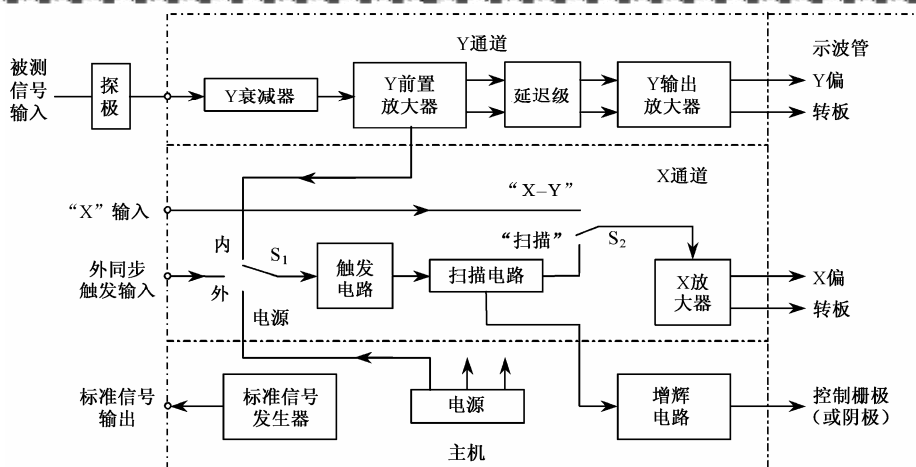 Y通道
示波管
被测
信号
输入
探
极
Y衰减器
Y前置
放大器
延迟级
Y输出
放大器
Y偏
转板
X通道
“X”输入
“X–Y”
内
“扫描”
S₂
外同步
触发输入
外
S₁
触发
电路
扫描电路
X放
大器
X偏
转板
电源
标准信号
输出
标准信号
发生器
电源
增辉
电路
控制栅极
（或阴极）
主机